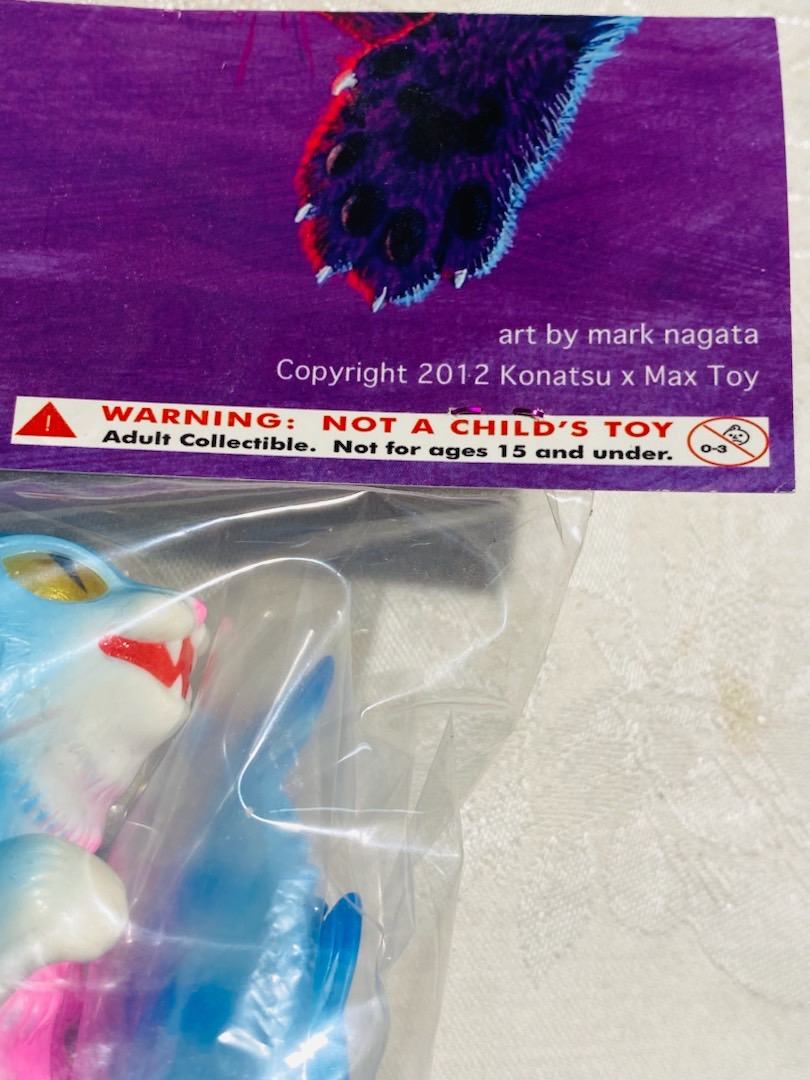 art by mark nagata
Copyright 2012 Konatsu x Max Toy
WARNING: NOT A CHILD'S TOY
Adult Collectible. Not for ages 15 and under.
0-3